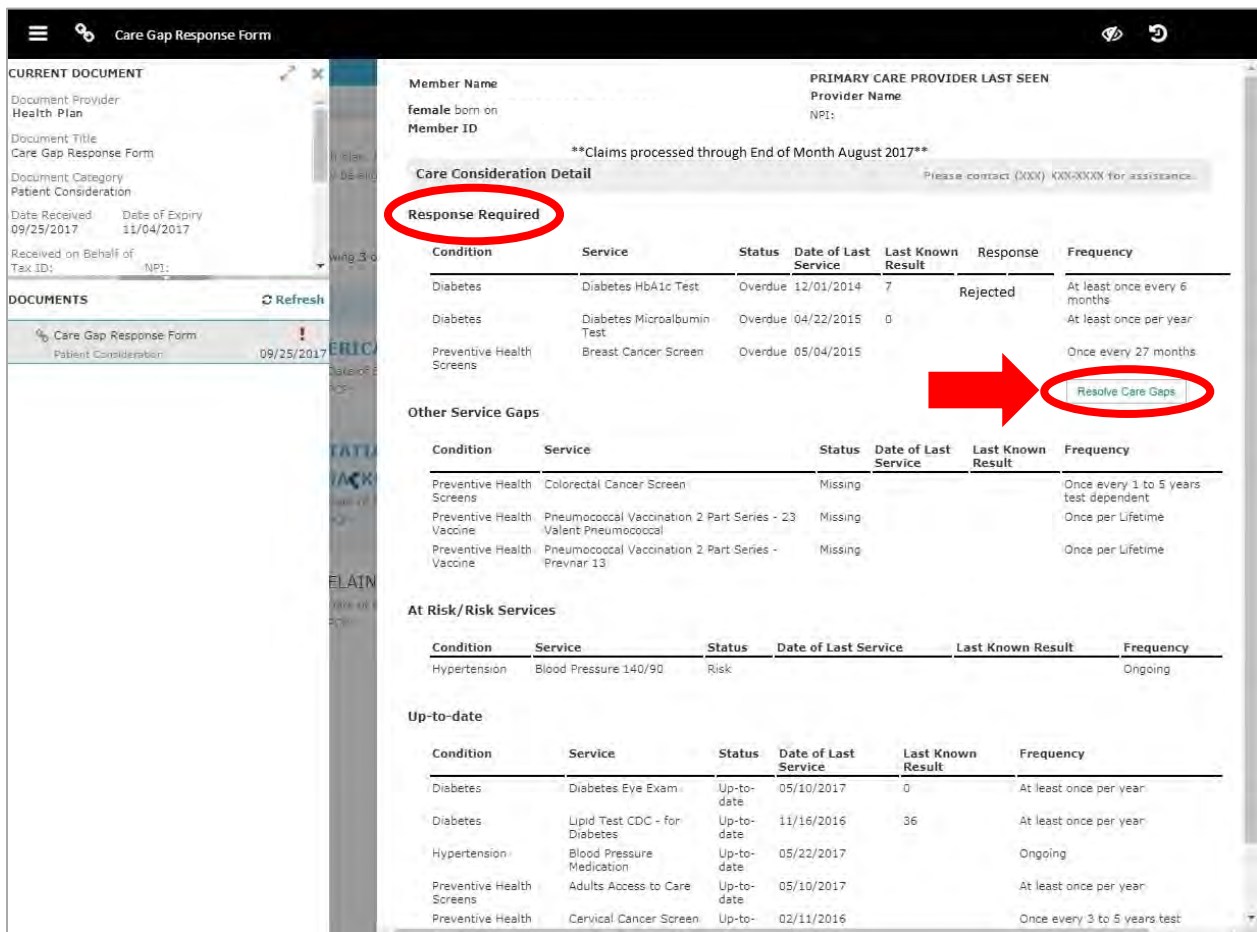 Care Gap Response Form
CURRENT DOCUMENT
Document Provider
Health Plan
Document Title
Care Gap Response Form
Document Category
Patient Consideration
Date Received Date of Expiry
09/25/2017 11/04/2017
Received on Behalf of
Tax ID: NPI:
DOCUMENTS Refresh
Care Gap Response Form !
Patient Consideration 09/25/2017
Member Name
female born on
Member ID
PRIMARY CARE PROVIDER LAST SEEN
Provider Name
NPI:
**Claims processed through End of Month August 2017**
Care Consideration Detail Please contact (XXX) XXX-XXXX for assistance.
Response Required
Condition Service Status Date of Last Service Last Known Result Response Frequency
Diabetes Diabetes HbA1c Test Overdue 12/01/2014 7 Rejected At least once every 6 months
Diabetes Diabetes Microalbumin Test Overdue 04/22/2015 0 At least once per year
Preventive Health Screens Breast Cancer Screen Overdue 05/04/2015 Once every 27 months
Resolve Care Gaps
Other Service Gaps
Condition Service Status Date of Last Service Last Known Result Frequency
Preventive Health Screens Colorectal Cancer Screen Missing Once every 1 to 5 years test dependent
Preventive Health Vaccine Pneumococcal Vaccination 2 Part Series - 23 Valent Pneumococcal Missing Once per Lifetime
Preventive Health Vaccine Pneumococcal Vaccination 2 Part Series - Prevnar 13 Missing Once per Lifetime
At Risk/Risk Services
Condition Service Status Date of Last Service Last Known Result Frequency
Hypertension Blood Pressure 140/90 Risk Ongoing
Up-to-date
Condition Service Status Date of Last Service Last Known Result Frequency
Diabetes Diabetes Eye Exam Up-to-date 05/10/2017 0 At least once per year
Diabetes Lipid Test CDC - for Diabetes Up-to-date 11/16/2016 36 At least once per year
Hypertension Blood Pressure Medication Up-to-date 05/22/2017 Ongoing
Preventive Health Screens Adults Access to Care Up-to-date 05/10/2017 At least once per year
Preventive Health Cervical Cancer Screen Up-to- 02/11/2016 Once every 3 to 5 years test